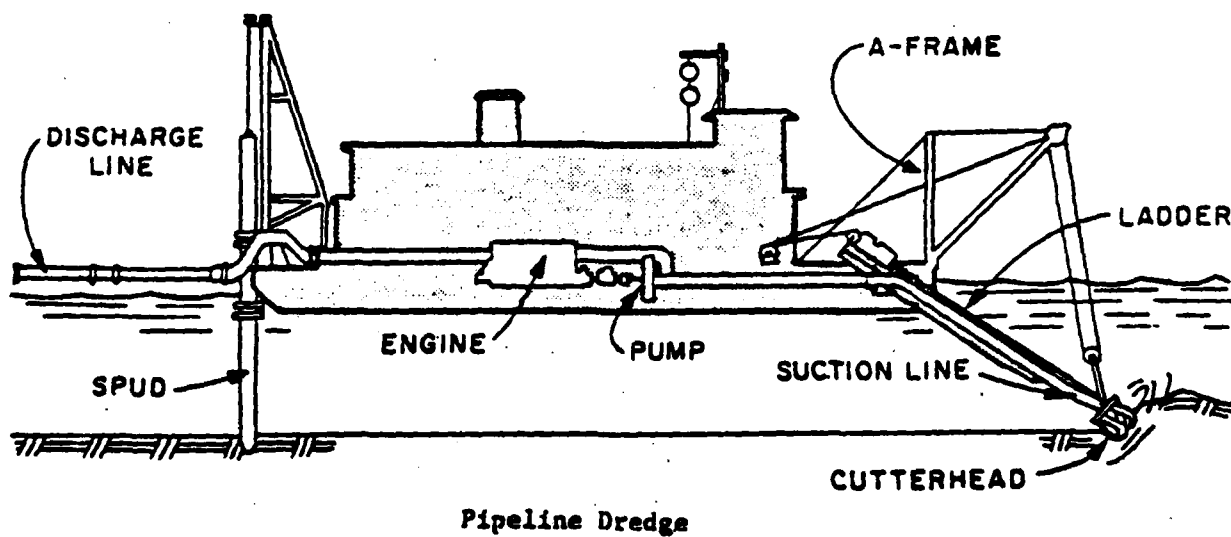 A-FRAME
DISCHARGE
LINE
LADDER
ENGINE
PUMP
SUCTION LINE
SPUD
CUTTERHEAD
Pipeline Dredge